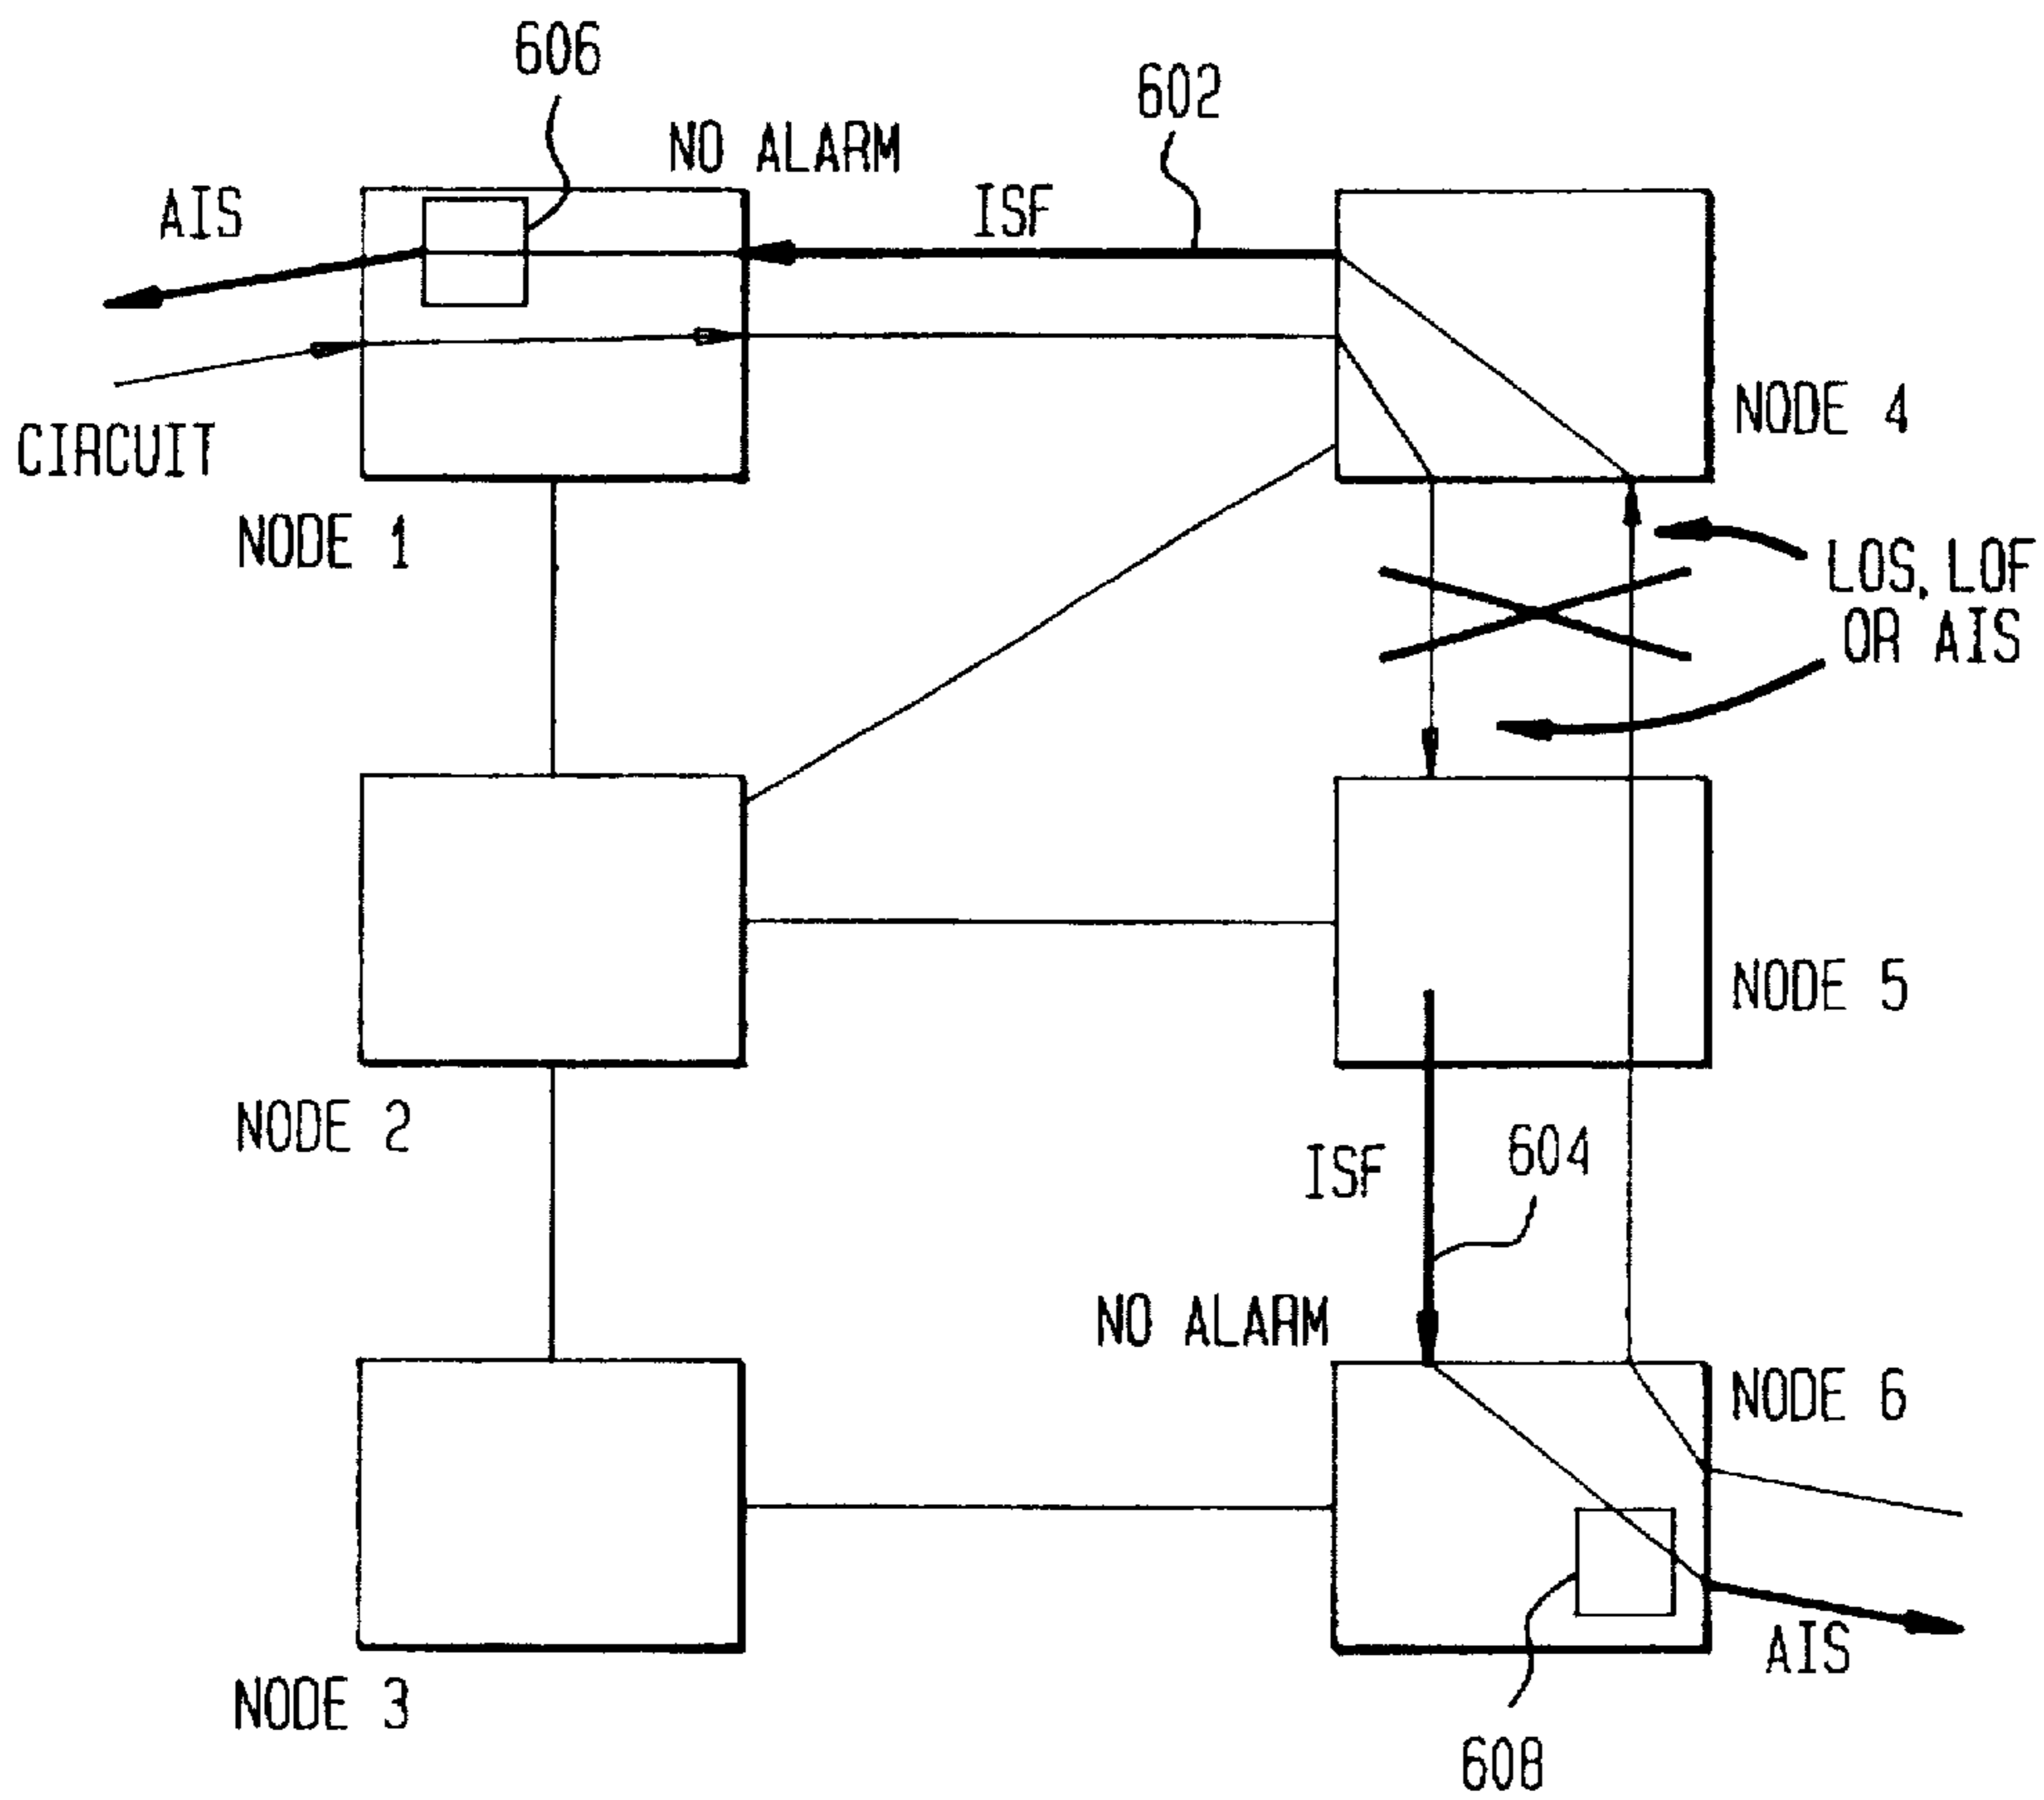 606
602
NO ALARM
AIS
ISF
NODE 4
CIRCUIT
NODE 1
LOS, LOF
OR AIS
NODE 5
NODE 2
ISF
604
NO ALARM
NODE 6
AIS
NODE 3
608